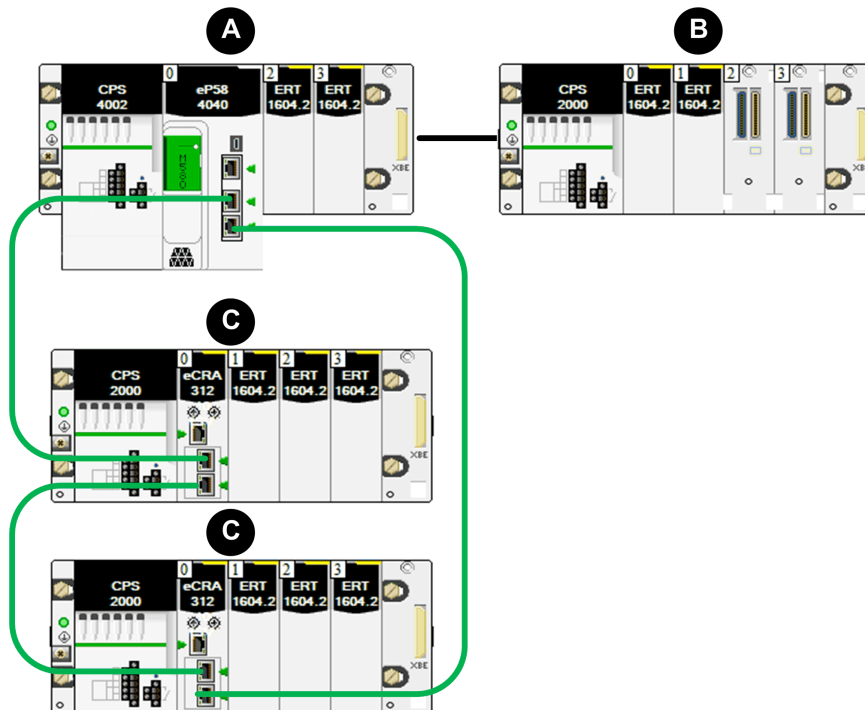 A
B
0
2
3
CPS
4002
eP58
4040
ERT
1604.2
ERT
1604.2
XBE
0
1
2
3
CPS
2000
ERT
1604.2
ERT
1604.2
XBE
C
0
1
2
3
CPS
2000
eCRA
312
ERT
1604.2
ERT
1604.2
ERT
1604.2
XBE
C
0
1
2
3
CPS
2000
eCRA
312
ERT
1604.2
ERT
1604.2
ERT
1604.2
XBE